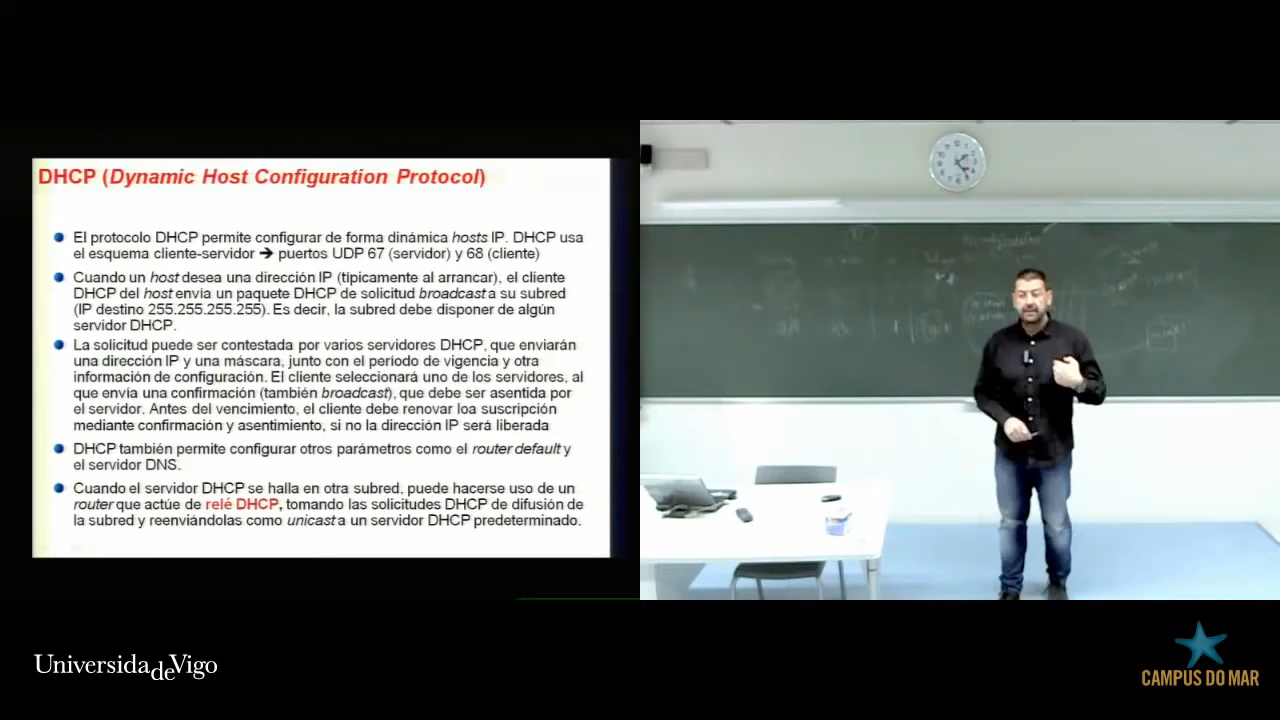 DHCP (Dynamic Host Configuration Protocol)
El protocolo DHCP permite configurar de forma dinámica hosts IP. DHCP usa
el esquema cliente-servidor ➔ puertos UDP 67 (servidor) y 68 (cliente)
Cuando un host desea una dirección IP (típicamente al arrancar), el cliente
DHCP del host envía un paquete DHCP de solicitud broadcast a su subred
(IP destino 255.255.255.255). Es decir, la subred debe disponer de algún
servidor DHCP.
La solicitud puede ser contestada por varios servidores DHCP, que enviarán
una dirección IP y una máscara, junto con el período de vigencia y otra
información de configuración. El cliente seleccionará uno de los servidores, al
que envía una confirmación (también broadcast), que debe ser asentida por
el servidor. Antes del vencimiento, el cliente debe renovar loa suscripción
mediante confirmación y asentimiento, si no la dirección IP será liberada
DHCP también permite configurar otros parámetros como el router default y
el servidor DNS.
Cuando el servidor DHCP se halla en otra subred, puede hacerse uso de un
router que actúe de relé DHCP, tomando las solicitudes DHCP de difusión de
la subred y reenviándolas como unicast a un servidor DHCP predeterminado.
UniversidadeVigo
CAMPUS DO MAR